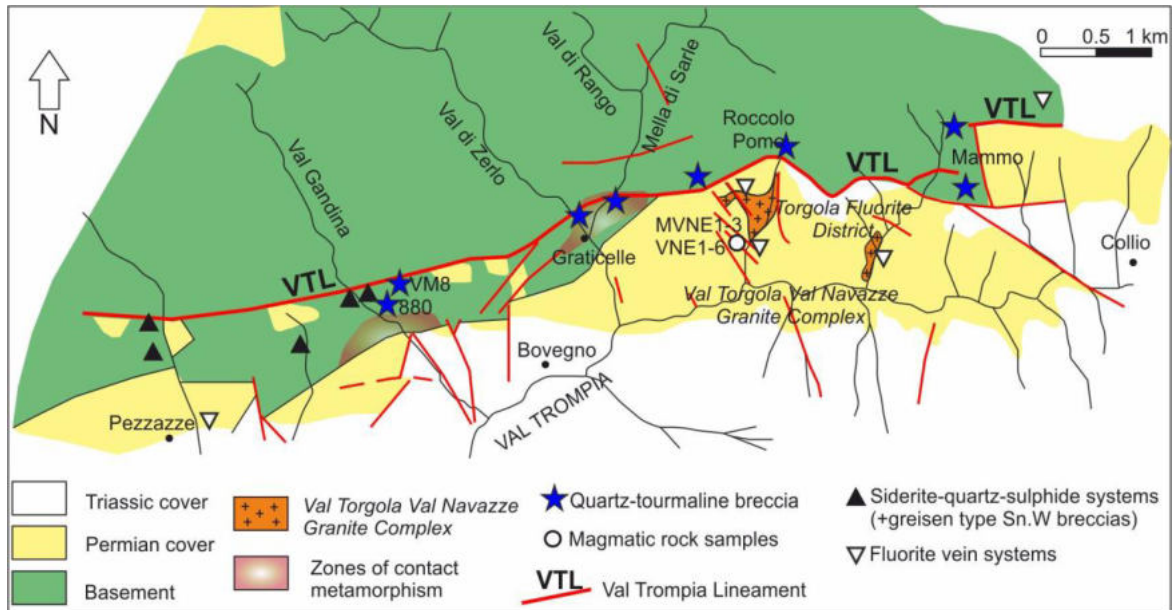 0 0.5 1 km
N
Val di Rango
Mella di Sarle
Val di Zerlo
Val Gandina
Roccolo
Pomo
VTL
VTL
Mammo
MVNE1-3
VNE1-6
Torgola Fluorite
District
Collio
Graticelle
VTL
VM8
880
Val Torgola Val Navazze
Granite Complex
Bovegno
VAL TROMPIA
Pezzazze
Triassic cover
Permian cover
Basement
Val Torgola Val Navazze
Granite Complex
Zones of contact
metamorphism
Quartz-tourmaline breccia
Magmatic rock samples
VTL Val Trompia Lineament
Siderite-quartz-sulphide systems
(+greisen type Sn.W breccias)
Fluorite vein systems